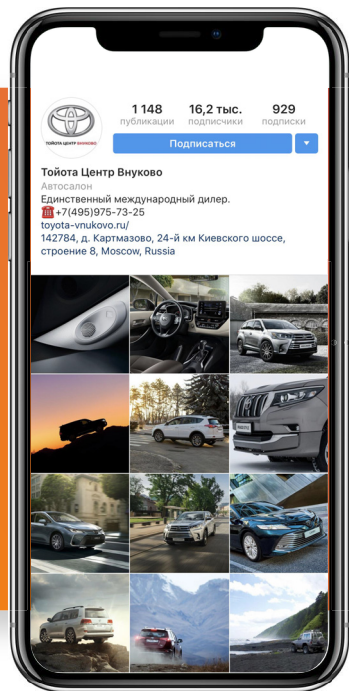 1 148 16,2 тыс. 929
публикации подписчики подписки
ТОЙОТА ЦЕНТР ВНУКОВО
Подписаться
Тойота Центр Внуково
Автосалон
Единственный международный дилер.
☎️+7(495)975-73-25
toyota-vnukovo.ru/
142784, д. Картмазово, 24-й км Киевского шоссе,
строение 8, Moscow, Russia